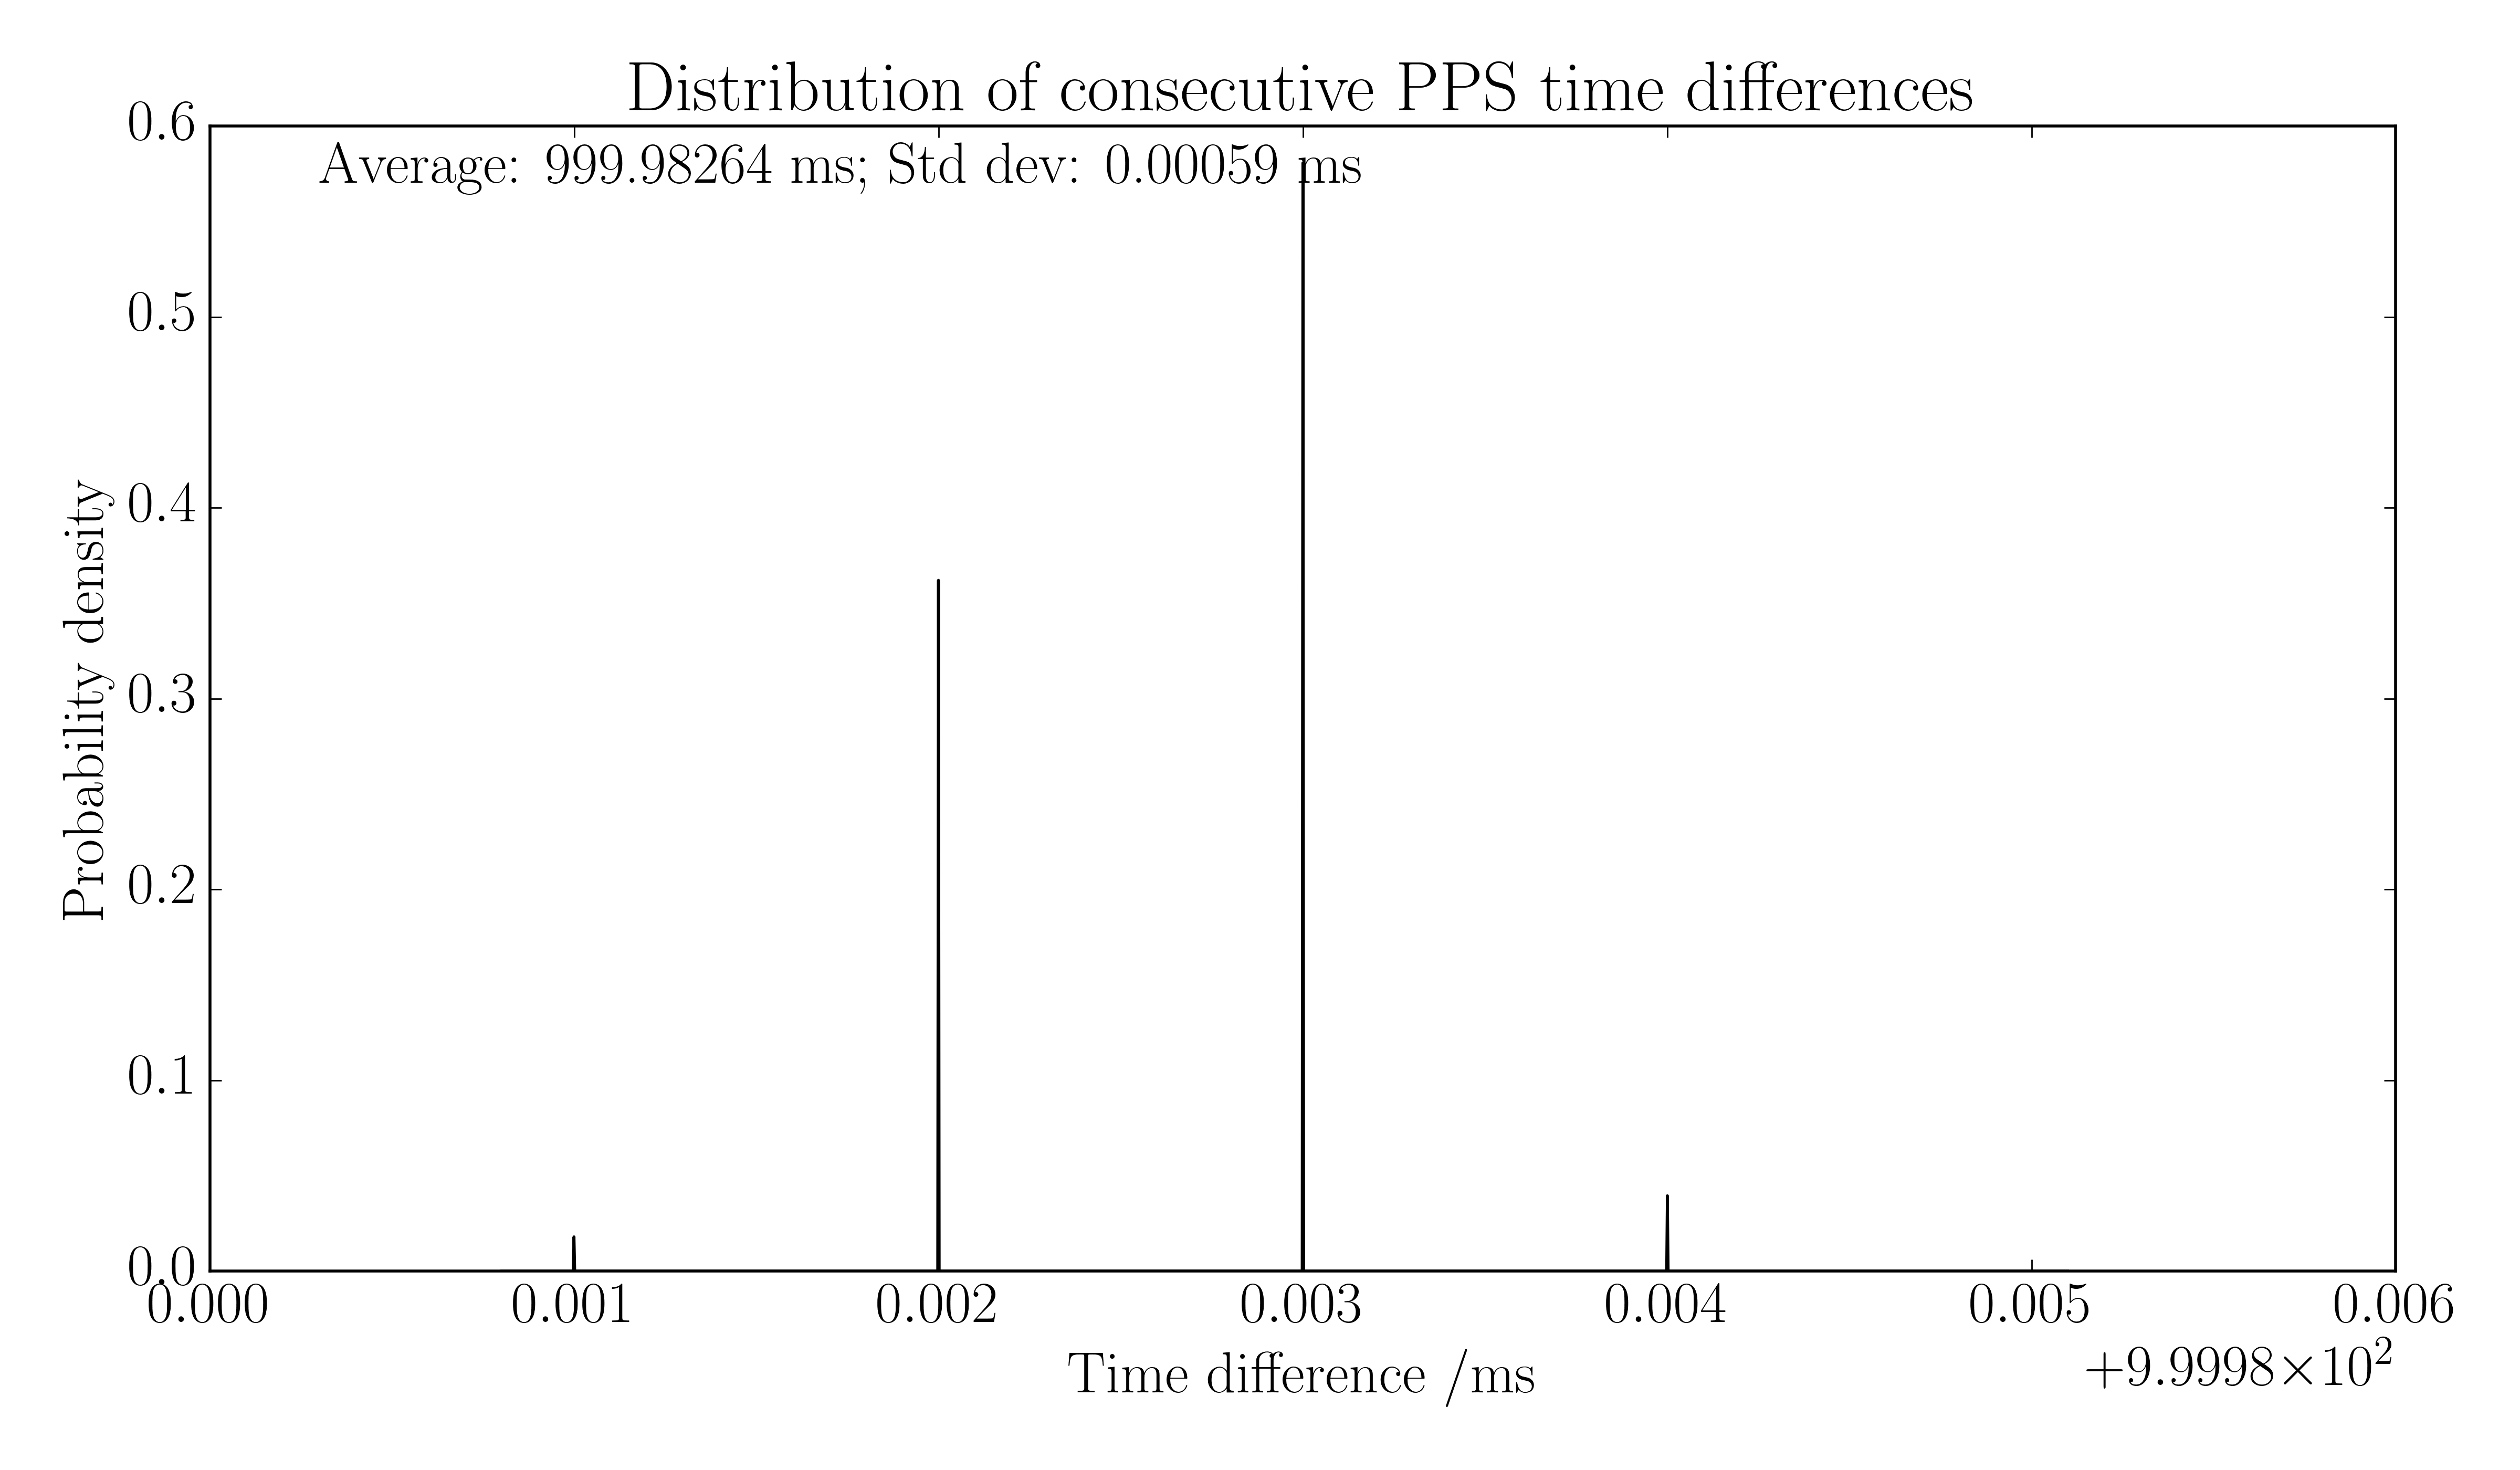 Distribution of consecutive PPS time differences
Average: 999.98264 ms; Std dev: 0.00059 ms
Probability density
0.6
0.5
0.4
0.3
0.2
0.1
0.0
0.000 0.001 0.002 0.003 0.004 0.005 0.006
Time difference /ms
+9.9998×10²